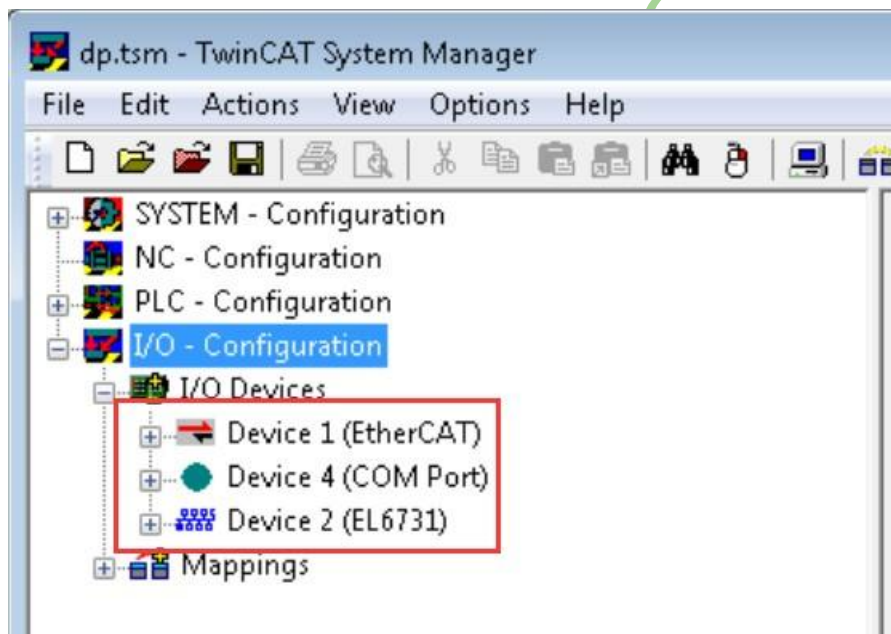 dp.tsm - TwinCAT System Manager
File Edit Actions View Options Help
SYSTEM - Configuration
NC - Configuration
PLC - Configuration
I/O - Configuration
I/O Devices
Device 1 (EtherCAT)
Device 4 (COM Port)
Device 2 (EL6731)
Mappings